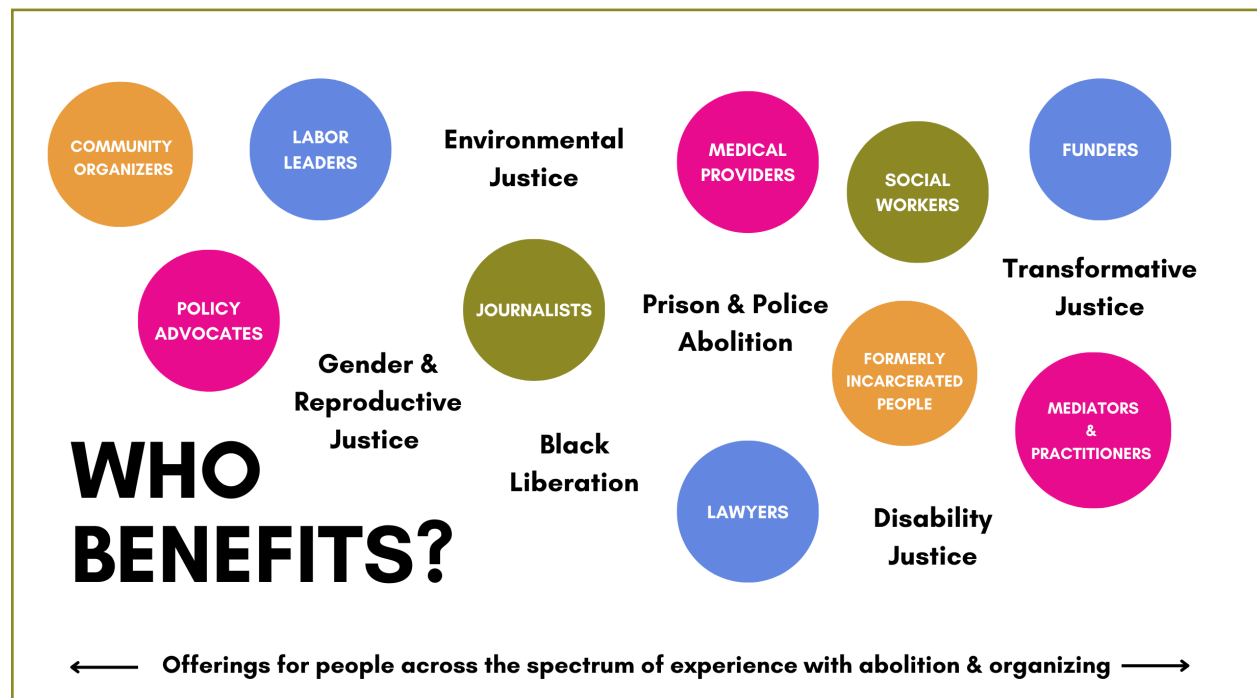 COMMUNITY
ORGANIZERS
LABOR
LEADERS
Environmental
Justice
MEDICAL
PROVIDERS
SOCIAL
WORKERS
FUNDERS
POLICY
ADVOCATES
JOURNALISTS
Prison & Police
Abolition
Transformative
Justice
Gender &
Reproductive
Justice
FORMERLY
INCARCERATED
PEOPLE
MEDIATORS
&
PRACTITIONERS
Black
Liberation
LAWYERS
Disability
Justice
WHO
BENEFITS?
Offerings for people across the spectrum of experience with abolition & organizing